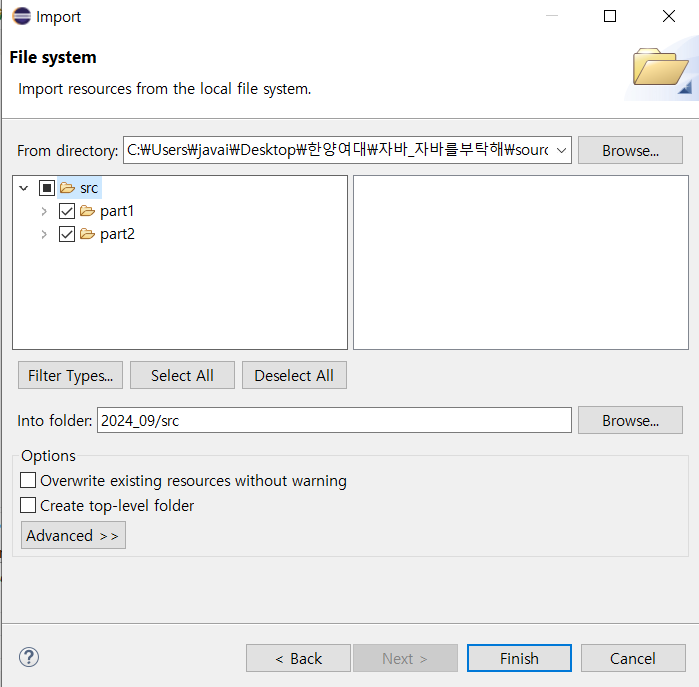 Import
File system
Import resources from the local file system.
From directory: C:₩Users₩javai₩Desktop₩한양여대₩자바_자바를부탁해₩sourc Browse...
src
part1
part2
Filter Types... Select All Deselect All
Into folder: 2024_09/src Browse...
Options
Overwrite existing resources without warning
Create top-level folder
Advanced >>
< Back Next > Finish Cancel